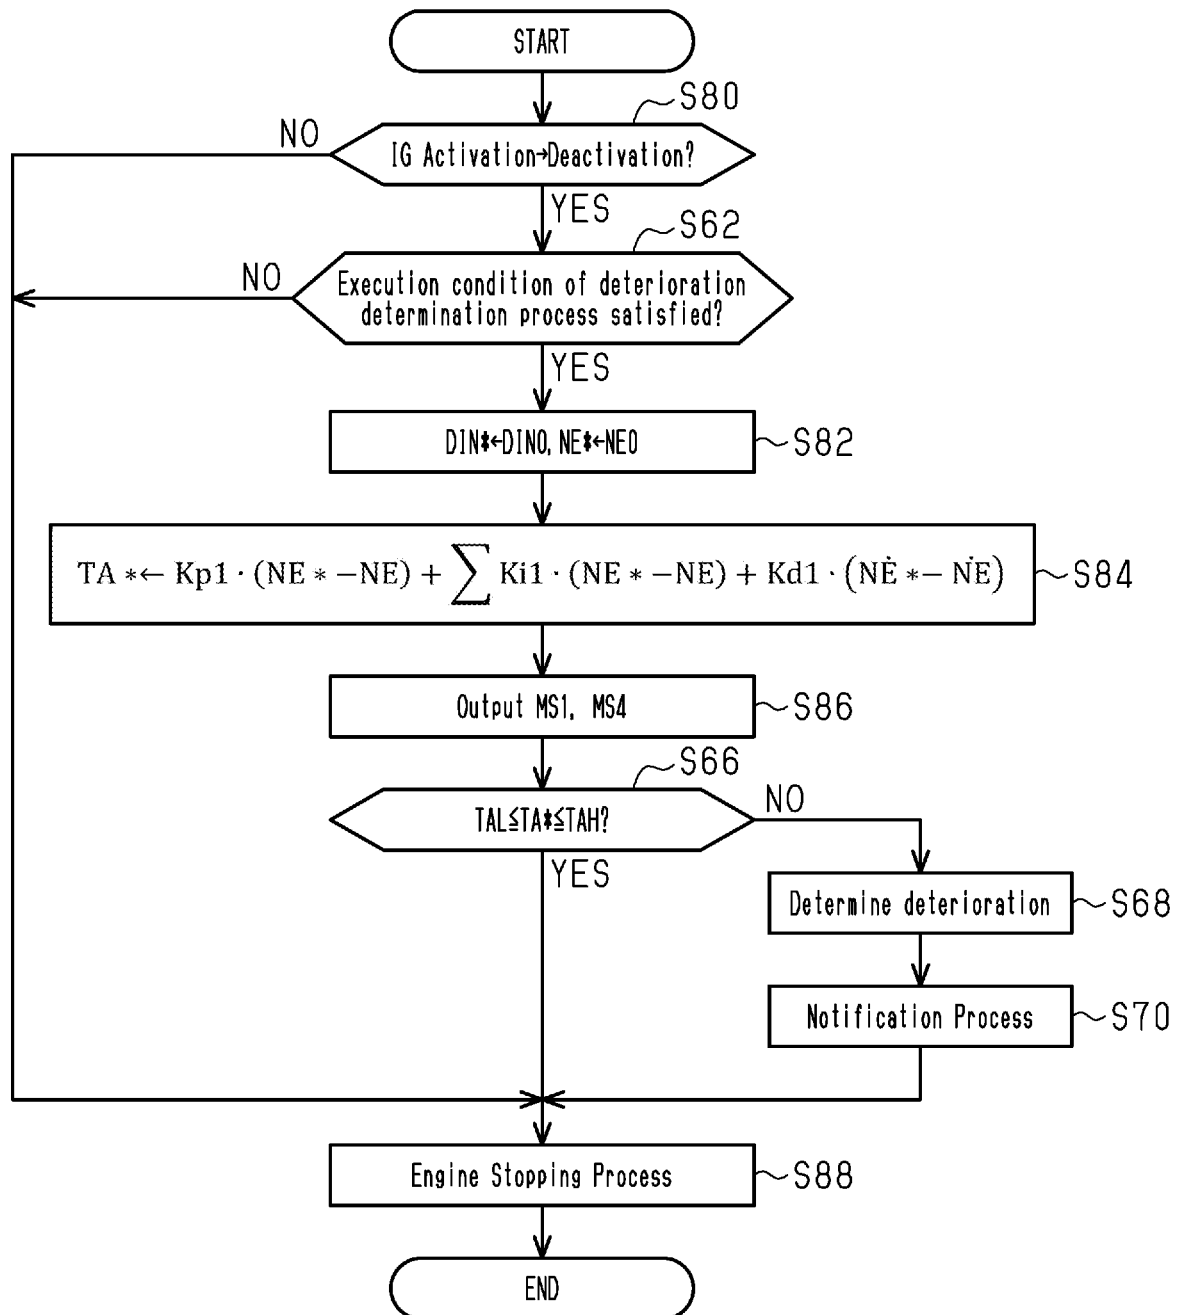 START
S80
NO
IG Activation→Deactivation?
YES
S62
NO
Execution condition of deterioration
determination process satisfied?
YES
DIN*←DIN0, NE*←NE0
S82
TA *← Kp1 · (NE * −NE) + ∑ Ki1 · (NE * −NE) + Kd1 · (NĖ *− NĖ)
S84
Output MS1, MS4
S86
S66
TAL≦TA*≦TAH?
NO
YES
Determine deterioration
S68
Notification Process
S70
Engine Stopping Process
S88
END